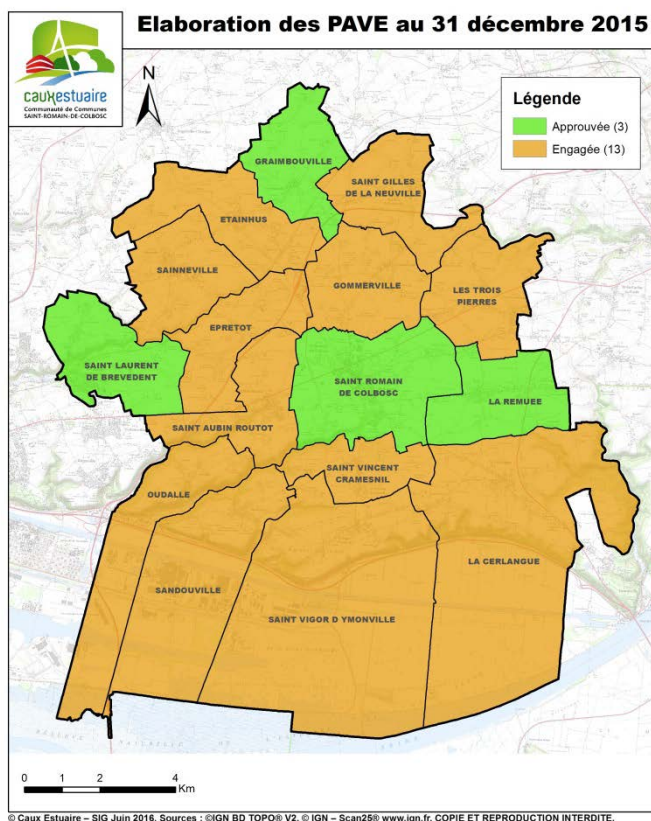 Elaboration des PAVE au 31 décembre 2015
cauxestuaire
Communauté de Communes
SAINT-ROMAIN-DE-COLBOSC
N
Légende
Approuvée (3)
Engagée (13)
GRAIMBOUVILLE
SAINT GILLES
DE LA NEUVILLE
ETAINHUS
SAINNEVILLE
GOMMERVILLE
LES TROIS
PIERRES
EPRETOT
SAINT LAURENT
DE BREVEDENT
SAINT ROMAIN
DE COLBOSC
LA REMUEE
SAINT AUBIN ROUTOT
SAINT VINCENT
CRAMESNIL
OUDALLE
LA CERLANGUE
SANDOUVILLE
SAINT VIGOR D YMONVILLE
0 1 2 4
Km
© Caux Estuaire – SIG Juin 2016. Sources : ©IGN BD TOPO® V2, © IGN – Scan25® www.ign.fr. COPIE ET REPRODUCTION INTERDITE.